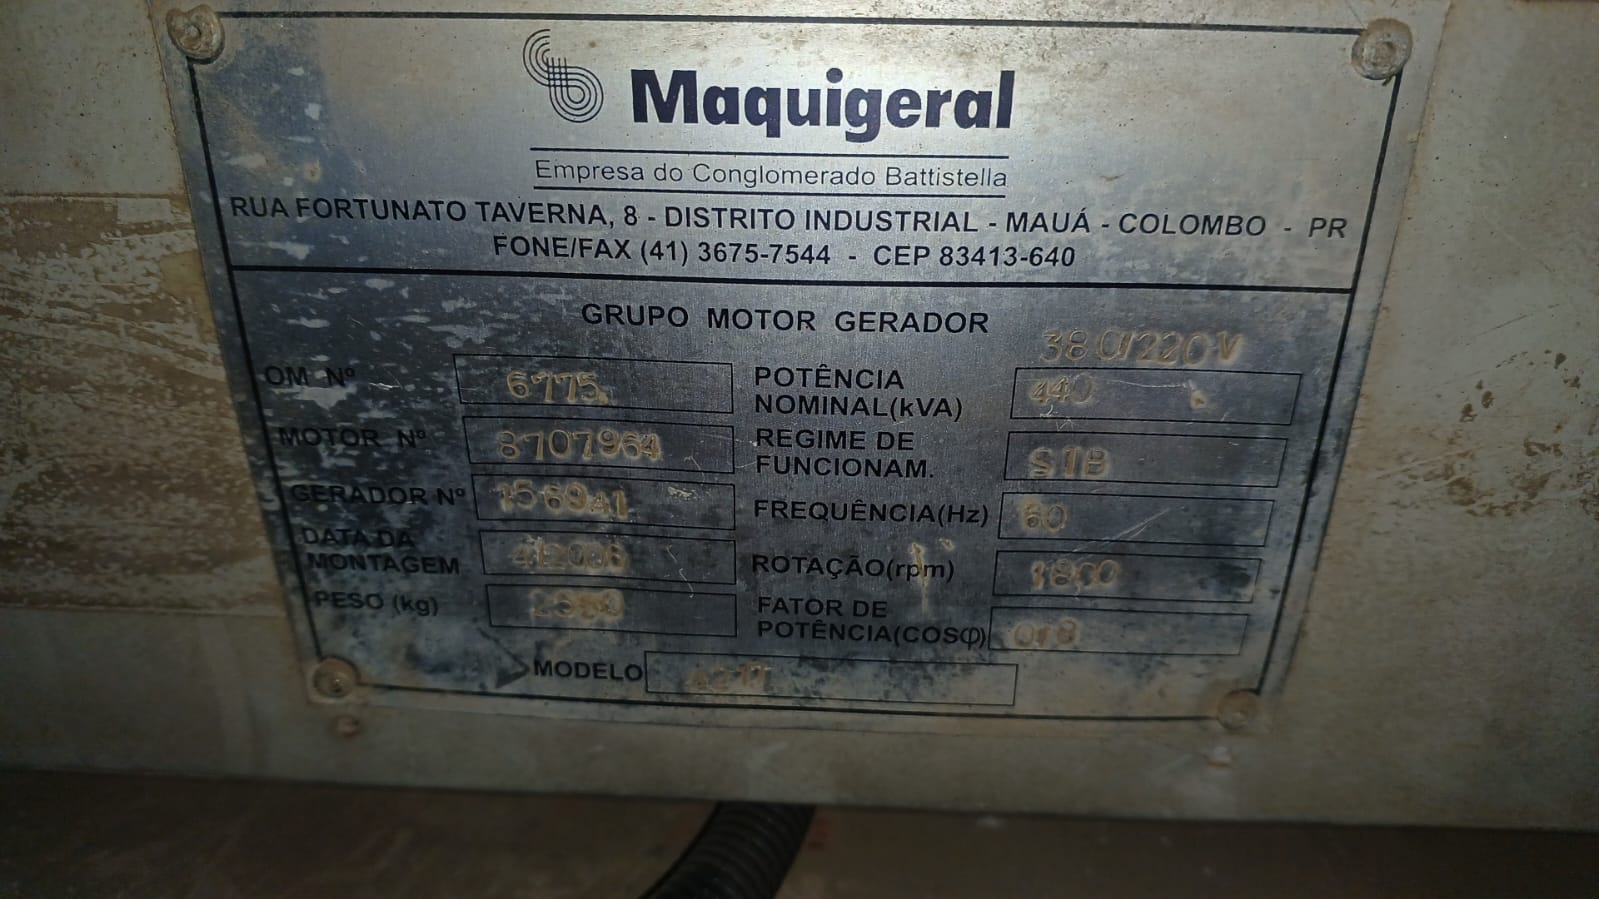 Maquigeral
Empresa do Conglomerado Battistella
RUA FORTUNATO TAVERNA, 8 - DISTRITO INDUSTRIAL - MAUÁ - COLOMBO - PR
FONE/FAX (41) 3675-7544 - CEP 83413-640
GRUPO MOTOR GERADOR
380/220V
OM Nº 6775
POTÊNCIA NOMINAL(kVA) 440
MOTOR Nº 8707964
REGIME DE FUNCIONAM. STB
GERADOR Nº
FREQUÊNCIA(Hz) 60
DATA DA MONTAGEM
ROTAÇÃO(rpm) 1800
PESO (kg)
FATOR DE POTÊNCIA(COSφ) 0,8
MODELO